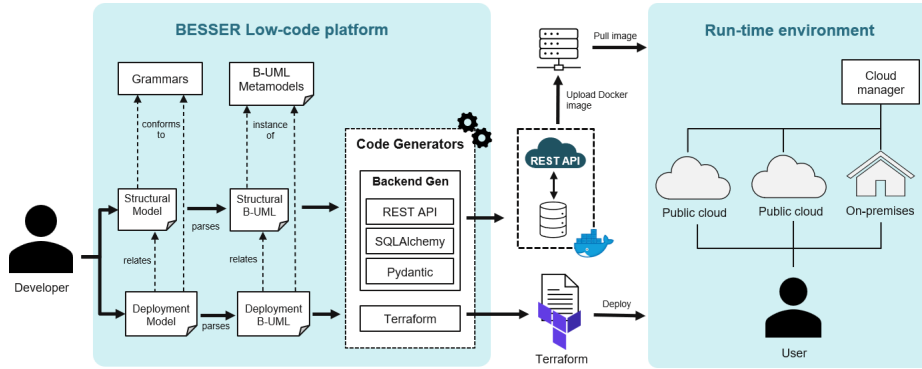 BESSER Low-code platform
Grammars
B-UML
Metamodels
conforms
to
instance
of
Structural
Model
parses
Structural
B-UML
relates
relates
Developer
Deployment
Model
parses
Deployment
B-UML
Code Generators
Backend Gen
REST API
SQLAlchemy
Pydantic
Terraform
Pull image
Upload Docker
image
REST API
Terraform
Deploy
Run-time environment
Cloud
manager
Public cloud
Public cloud
On-premises
User